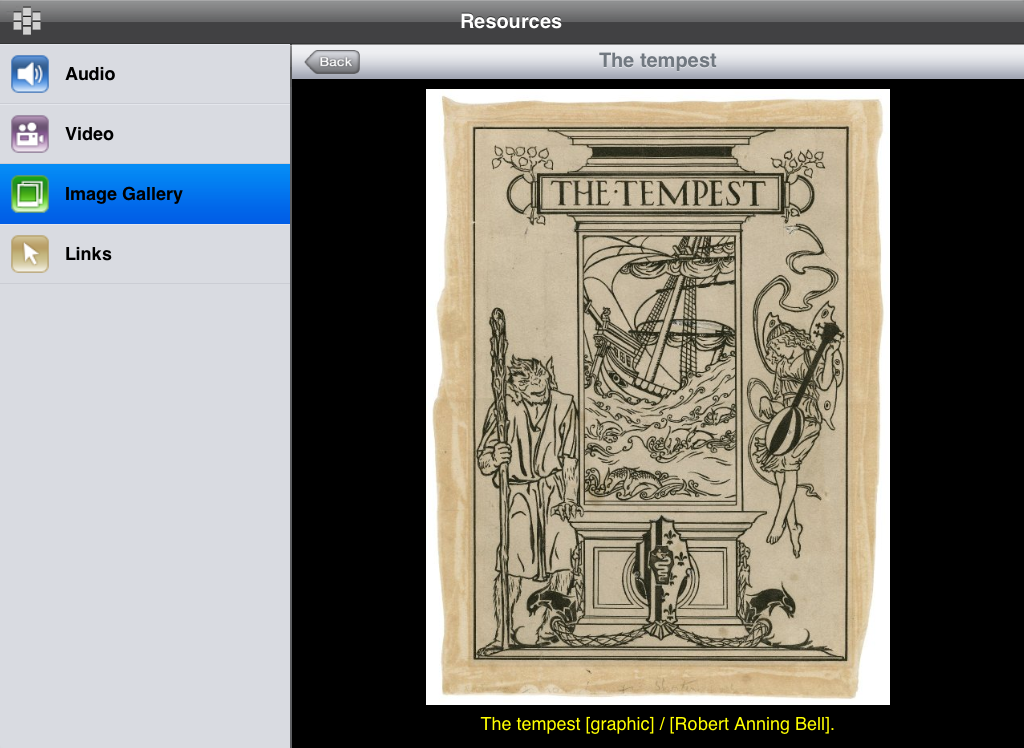 Resources
Audio
Video
Image Gallery
Links
Back
The tempest
THE·TEMPEST
The tempest [graphic] / [Robert Anning Bell].